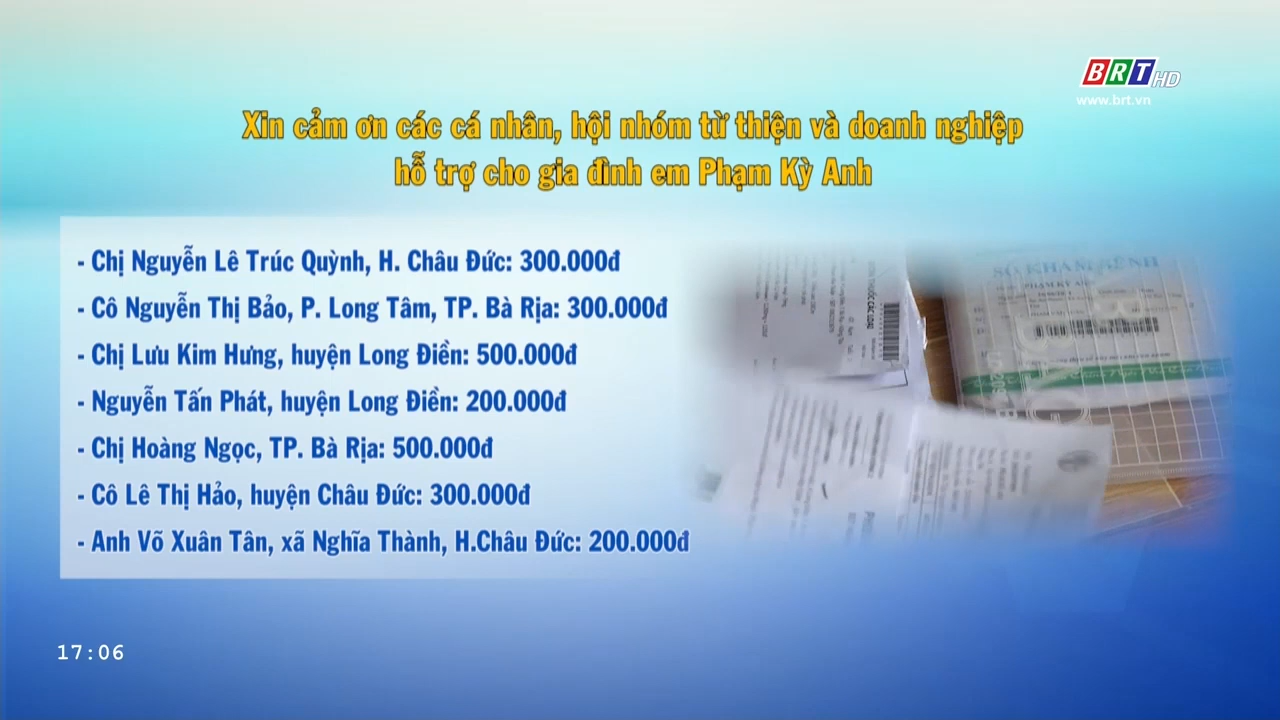 BRT HD
www.brt.vn
Xin cảm ơn các cá nhân, hội nhóm từ thiện và doanh nghiệp
hỗ trợ cho gia đình em Phạm Kỳ Anh
- Chị Nguyễn Lê Trúc Quỳnh, H. Châu Đức: 300.000đ
- Cô Nguyễn Thị Bảo, P. Long Tâm, TP. Bà Rịa: 300.000đ
- Chị Lưu Kim Hưng, huyện Long Điền: 500.000đ
- Nguyễn Tấn Phát, huyện Long Điền: 200.000đ
- Chị Hoàng Ngọc, TP. Bà Rịa: 500.000đ
- Cô Lê Thị Hảo, huyện Châu Đức: 300.000đ
- Anh Võ Xuân Tân, xã Nghĩa Thành, H.Châu Đức: 200.000đ
SỔ KHÁM BỆNH
17:06